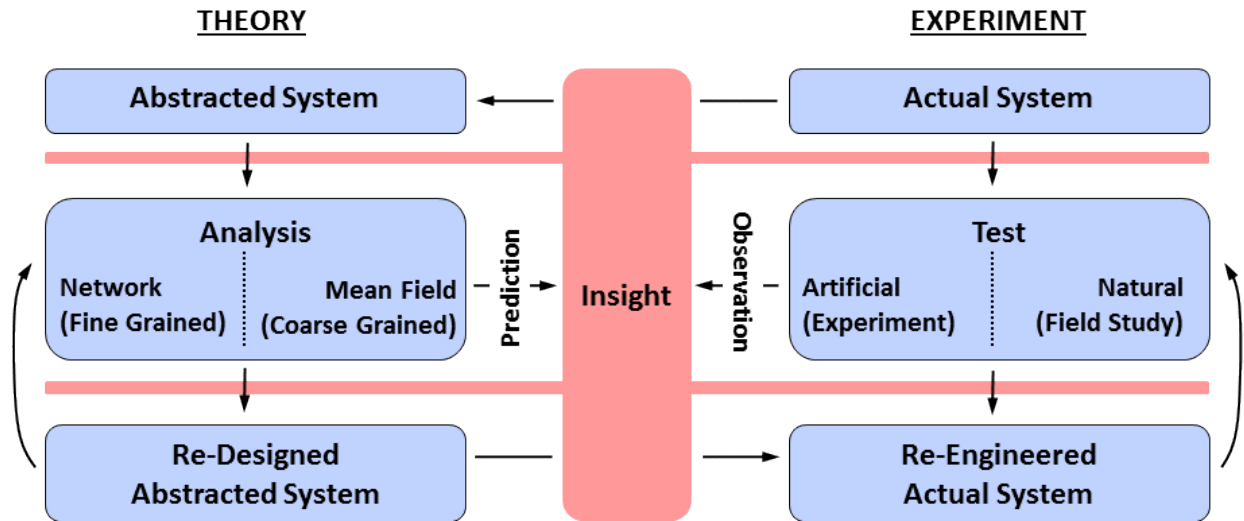 THEORY
EXPERIMENT
Abstracted System
Actual System
Analysis
Network
(Fine Grained)
Mean Field
(Coarse Grained)
Prediction
Insight
Observation
Test
Artificial
(Experiment)
Natural
(Field Study)
Re-Designed
Abstracted System
Re-Engineered
Actual System